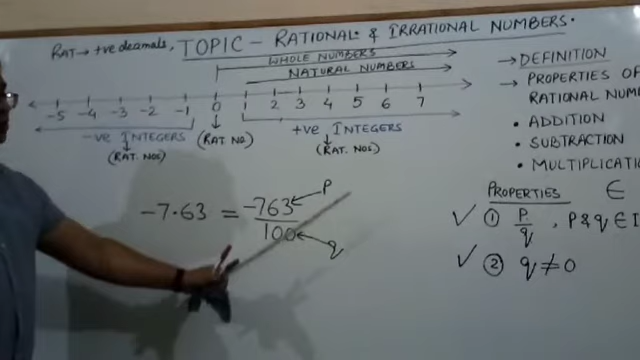 RAT → +ve decimals, TOPIC - RATIONAL & IRRATIONAL NUMBERS.
WHOLE NUMBERS
NATURAL NUMBERS
-5 -4 -3 -2 -1 0 1 2 3 4 5 6 7
-ve INTEGERS (RAT. NO.) +ve INTEGERS
(RAT. NOS) (RAT. NOS)
→ DEFINITION
→ PROPERTIES OF
RATIONAL NUM
• ADDITION
• SUBTRACTION
• MULTIPLICATI
-7.63 = -763/100
p
q
PROPERTIES ∈
✓ ① p/q , P & q ∈ I
✓ ② q ≠ 0